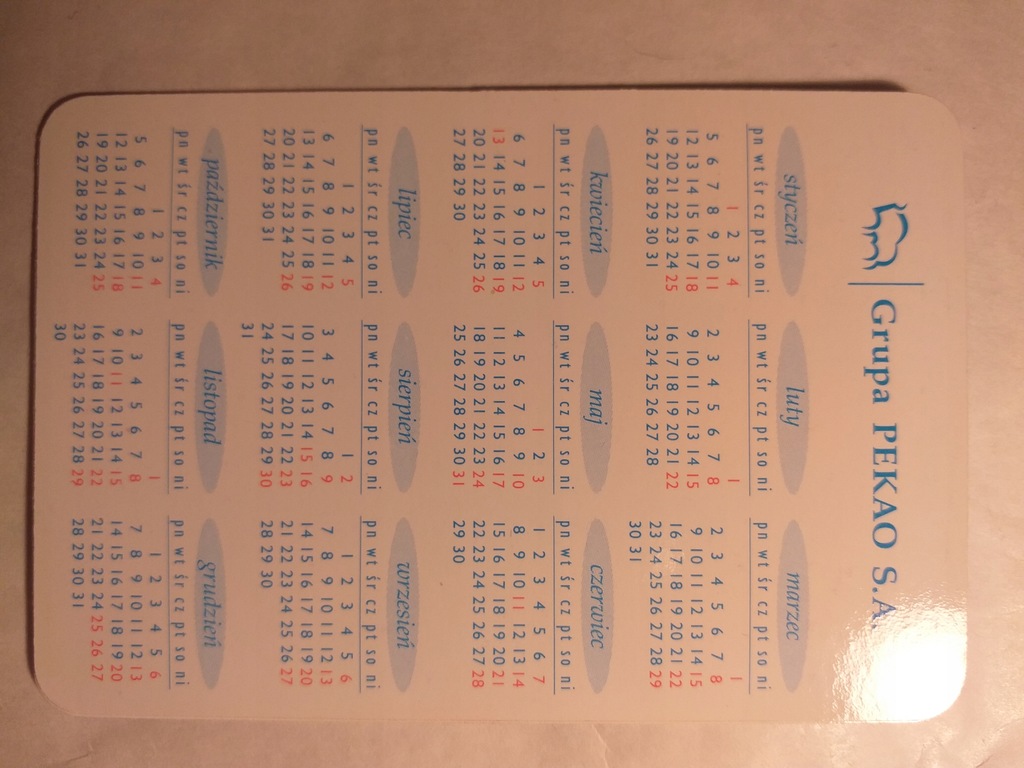 Grupa PEKAO S.A
styczeń
pn wt śr cz pt so ni
1 2 3 4
5 6 7 8 9 10 11
12 13 14 15 16 17 18
19 20 21 22 23 24 25
26 27 28 29 30 31
luty
pn wt śr cz pt so ni
1
2 3 4 5 6 7 8
9 10 11 12 13 14 15
16 17 18 19 20 21 22
23 24 25 26 27 28
marzec
pn wt śr cz pt so ni
1
2 3 4 5 6 7 8
9 10 11 12 13 14 15
16 17 18 19 20 21 22
23 24 25 26 27 28 29
30 31
kwiecień
pn wt śr cz pt so ni
1 2 3 4 5
6 7 8 9 10 11 12
13 14 15 16 17 18 19
20 21 22 23 24 25 26
27 28 29 30
maj
pn wt śr cz pt so ni
1 2 3
4 5 6 7 8 9 10
11 12 13 14 15 16 17
18 19 20 21 22 23 24
25 26 27 28 29 30 31
czerwiec
pn wt śr cz pt so ni
1 2 3 4 5 6 7
8 9 10 11 12 13 14
15 16 17 18 19 20 21
22 23 24 25 26 27 28
29 30
lipiec
pn wt śr cz pt so ni
1 2 3 4 5
6 7 8 9 10 11 12
13 14 15 16 17 18 19
20 21 22 23 24 25 26
27 28 29 30 31
sierpień
pn wt śr cz pt so ni
1 2
3 4 5 6 7 8 9
10 11 12 13 14 15 16
17 18 19 20 21 22 23
24 25 26 27 28 29 30
31
wrzesień
pn wt śr cz pt so ni
1 2 3 4 5 6
7 8 9 10 11 12 13
14 15 16 17 18 19 20
21 22 23 24 25 26 27
28 29 30
październik
pn wt śr cz pt so ni
1 2 3 4
5 6 7 8 9 10 11
12 13 14 15 16 17 18
19 20 21 22 23 24 25
26 27 28 29 30 31
listopad
pn wt śr cz pt so ni
1
2 3 4 5 6 7 8
9 10 11 12 13 14 15
16 17 18 19 20 21 22
23 24 25 26 27 28 29
30
grudzień
pn wt śr cz pt so ni
1 2 3 4 5 6
7 8 9 10 11 12 13
14 15 16 17 18 19 20
21 22 23 24 25 26 27
28 29 30 31